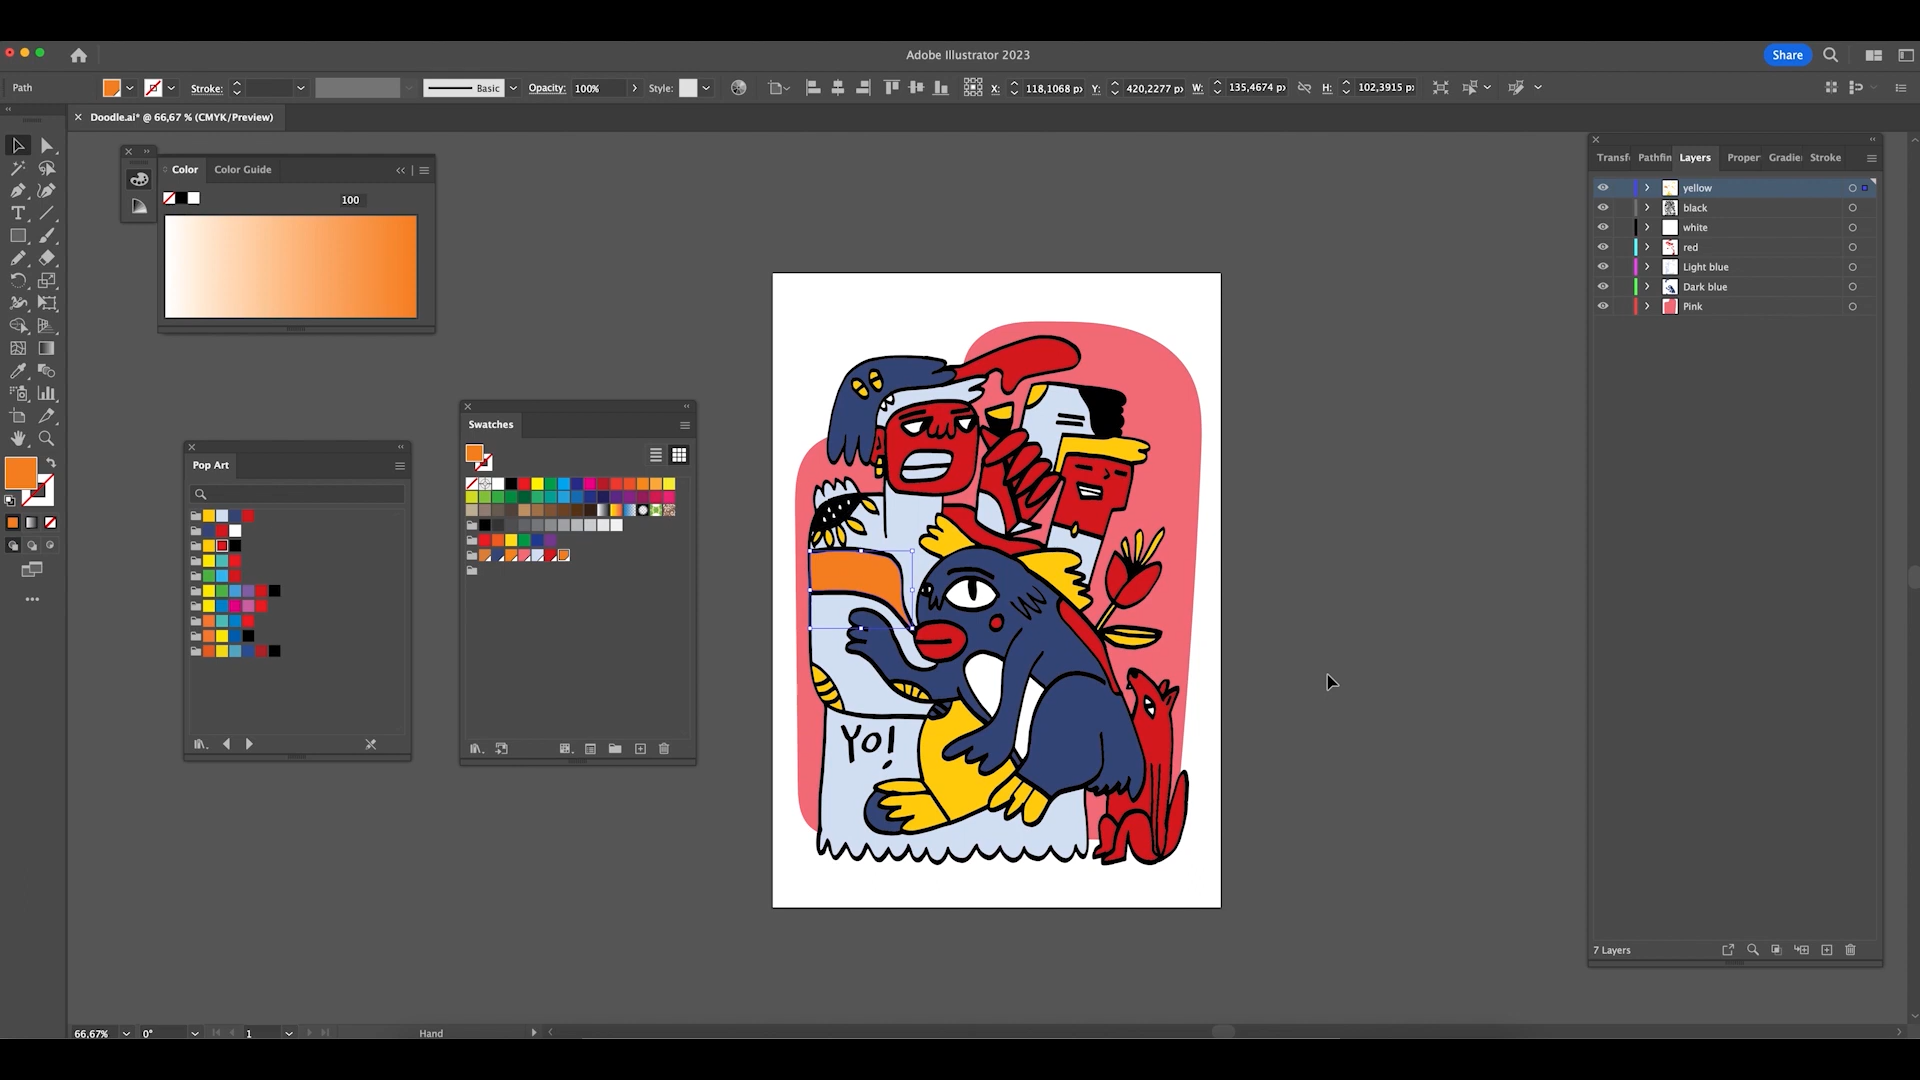 Adobe Illustrator 2023
Share
Path
Stroke:
Basic
Opacity: 100%
Style:
X: 118,1068 p
Y: 420,2277 p
W: 135,4674 p
H: 102,3915 p
Doodle.ai* @ 66,67 % (CMYK/Preview)
Color
Color Guide
100
Pop Art
Swatches
Yo!
Transf
Pathfin
Layers
Proper
Gradie
Stroke
yellow
black
white
red
Light blue
Dark blue
Pink
7 Layers
66,67%
0°
1
Hand